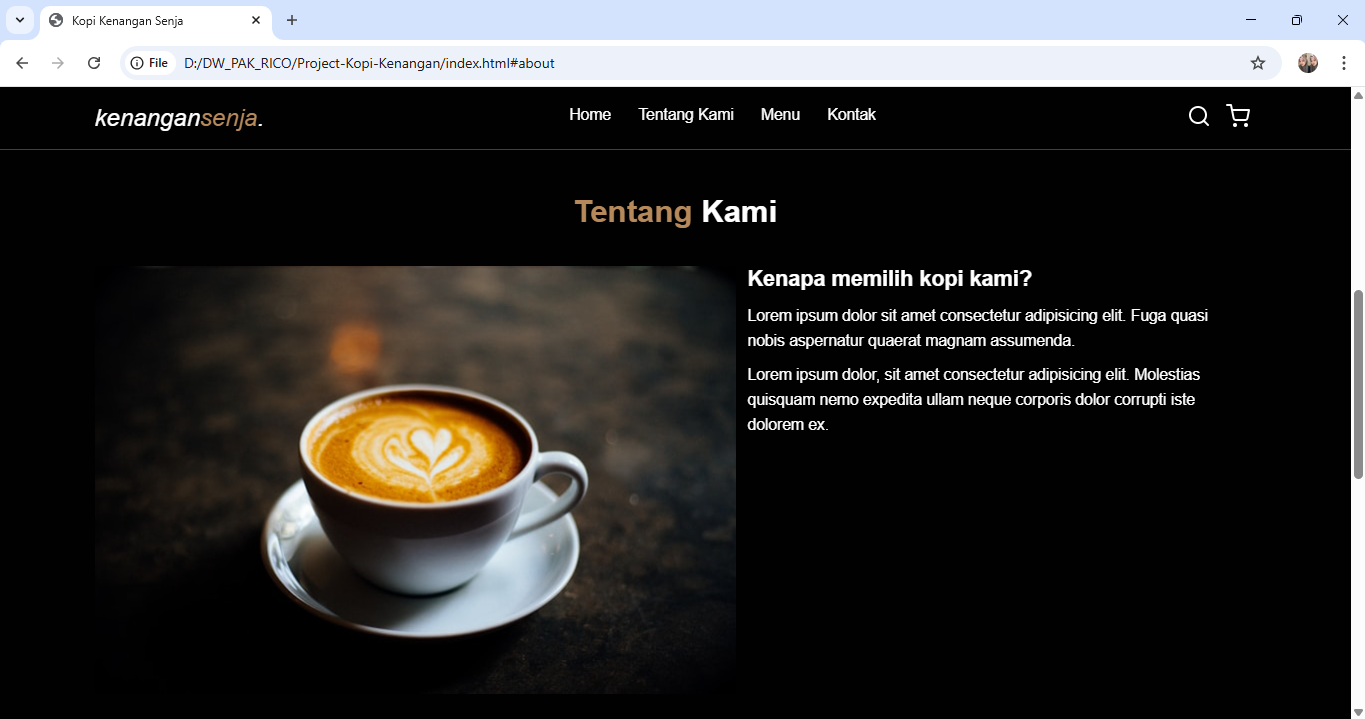 Kopi Kenangan Senja
File
D:/DW_PAK_RICO/Project-Kopi-Kenangan/index.html#about
kenangansenja.
Home Tentang Kami Menu Kontak
Tentang Kami
Kenapa memilih kopi kami?
Lorem ipsum dolor sit amet consectetur adipisicing elit. Fuga quasi
nobis aspernatur quaerat magnam assumenda.
Lorem ipsum dolor, sit amet consectetur adipisicing elit. Molestias
quisquam nemo expedita ullam neque corporis dolor corrupti iste
dolorem ex.